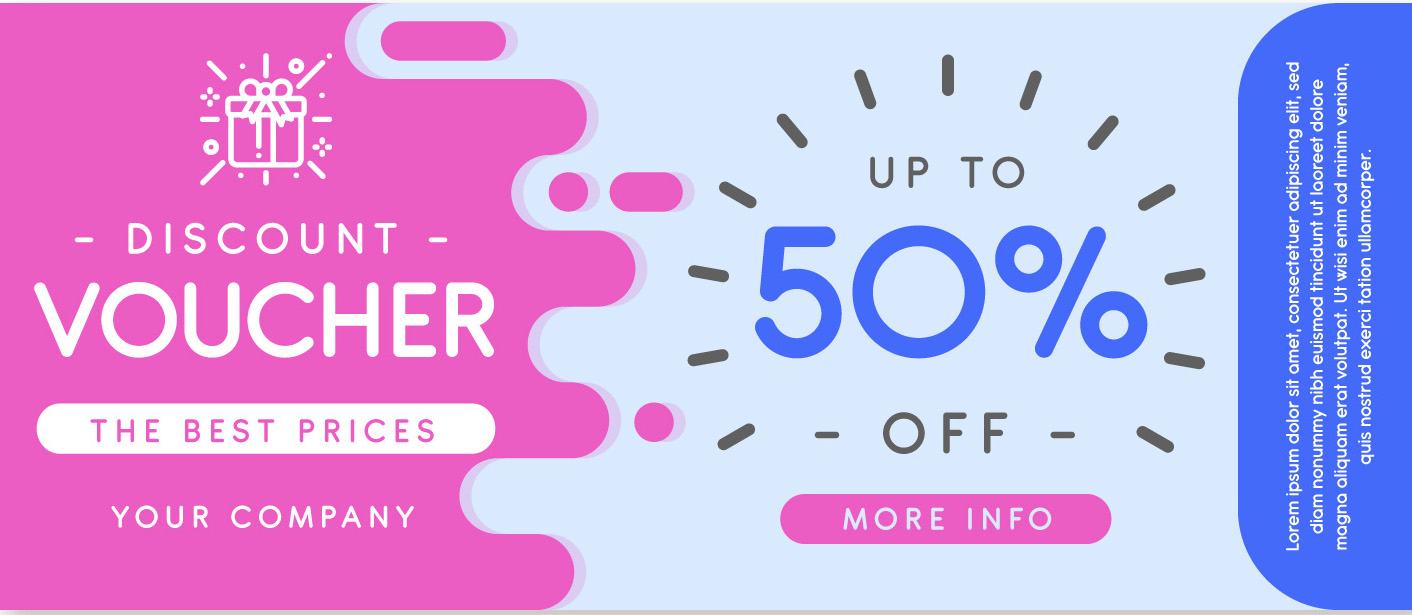 - DISCOUNT -
VOUCHER
THE BEST PRICES
YOUR COMPANY
UP TO
50%
- OFF -
MORE INFO
Lorem ipsum dolor sit amet, consectetuer adipiscing elit, sed
diam nonummy nibh euismod tincidunt ut laoreet dolore
magna aliquam erat volutpat. Ut wisi enim ad minim veniam,
quis nostrud exerci tation ullamcorper.